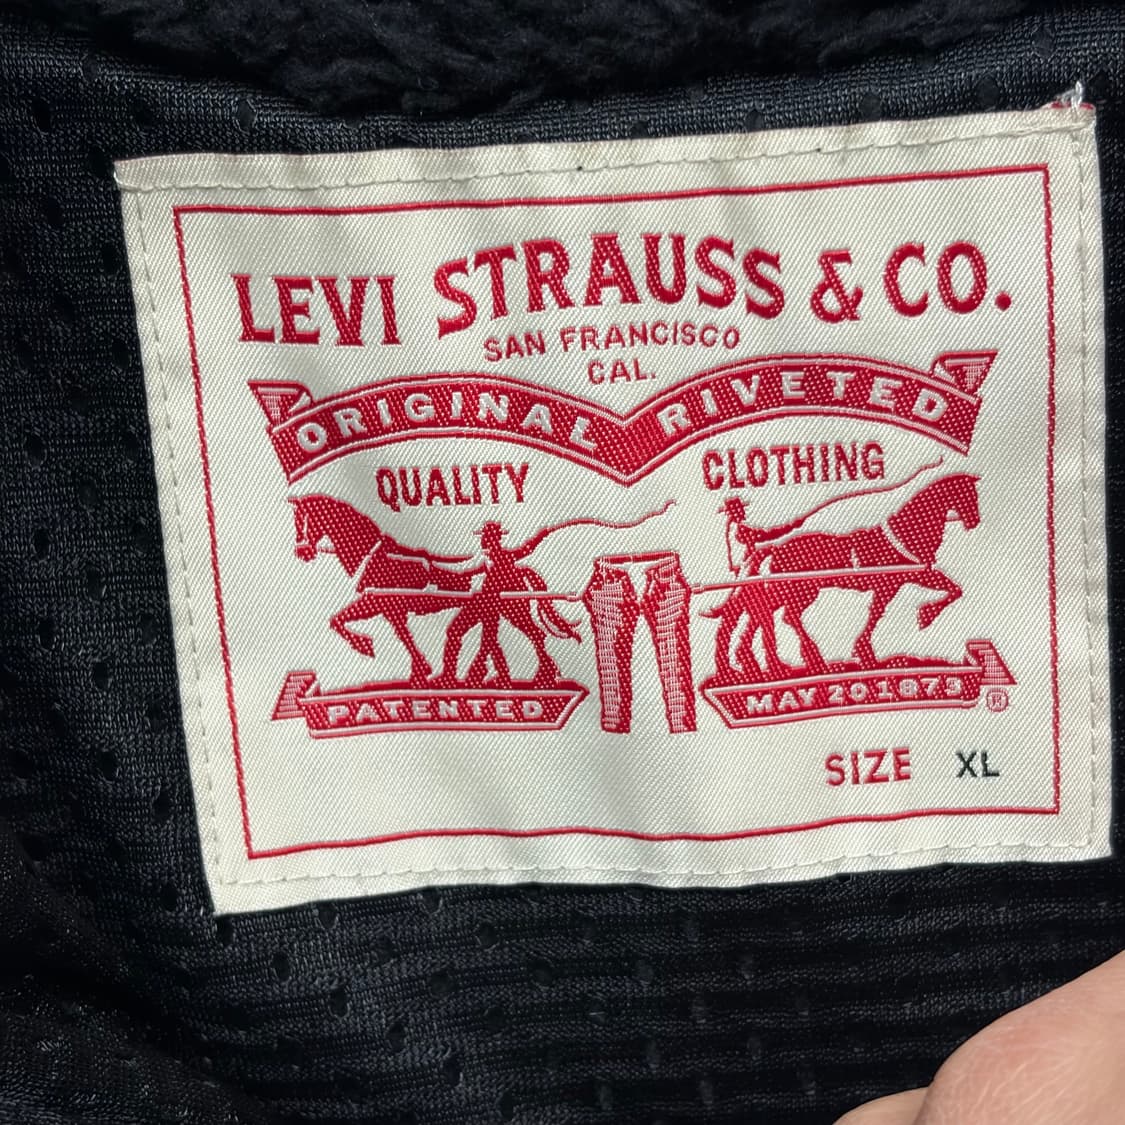 LEVI STRAUSS & CO.
SAN FRANCISCO
CAL.
ORIGINAL RIVETED
QUALITY CLOTHING
PATENTED MAY 20 1873 ®
SIZE XL